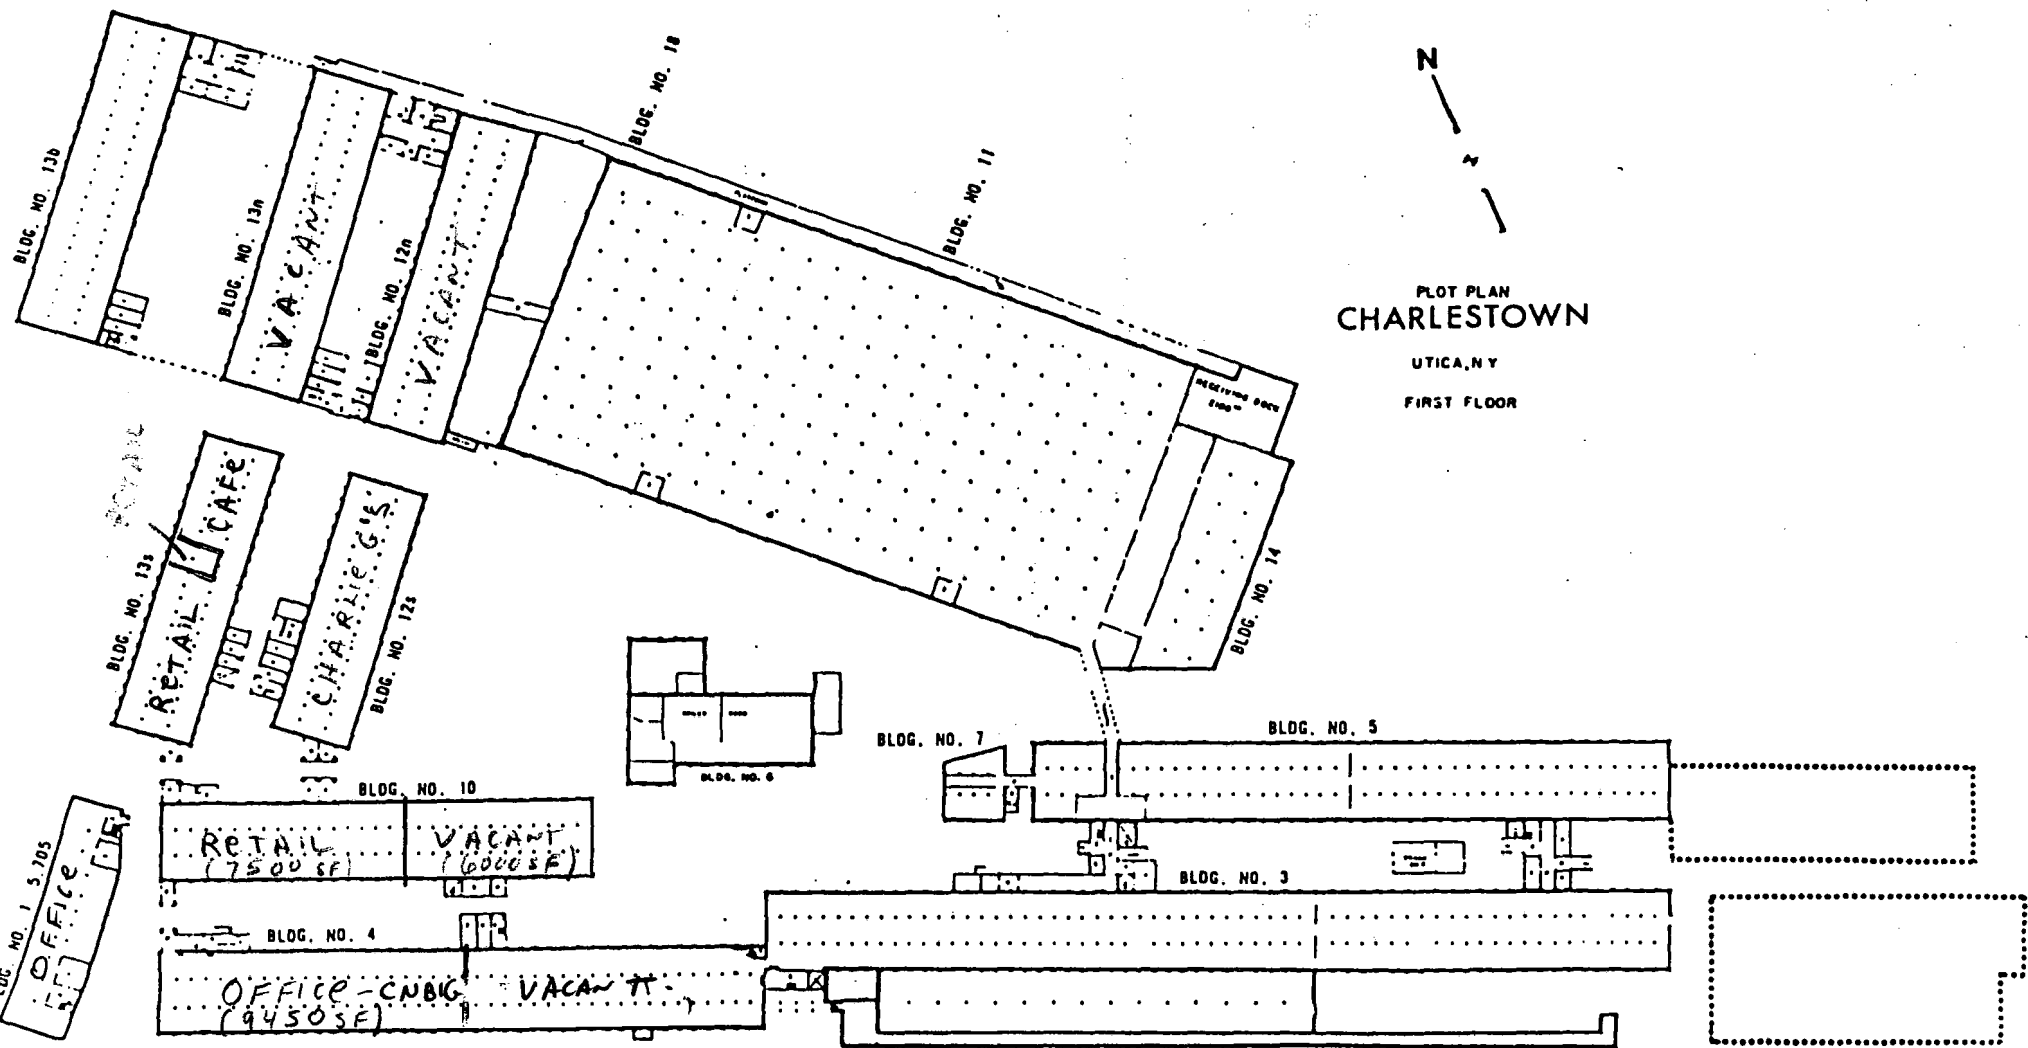 N
PLOT PLAN
CHARLESTOWN
UTICA, NY
FIRST FLOOR
BLDG. NO. 18
BLDG. NO. 11
BLDG. NO. 13b
BLDG. NO. 13n
VACANT
BLDG. NO. 12n
VACANT
RECEIVING DOCK
BLDG. NO. 14
RETAIL
CAFE
BLDG. NO. 13s
RETAIL
CHARLIE G'S
BLDG. NO. 12s
BLDG. NO. 6
BLDG. NO. 7
BLDG. NO. 5
BLDG. NO. 10
RETAIL
(7500 SF)
VACANT
(6000 SF)
BLDG. NO. 3
OFFICE
BLDG. NO. 4
OFFICE-CNBIG
(9450 SF)
VACANT